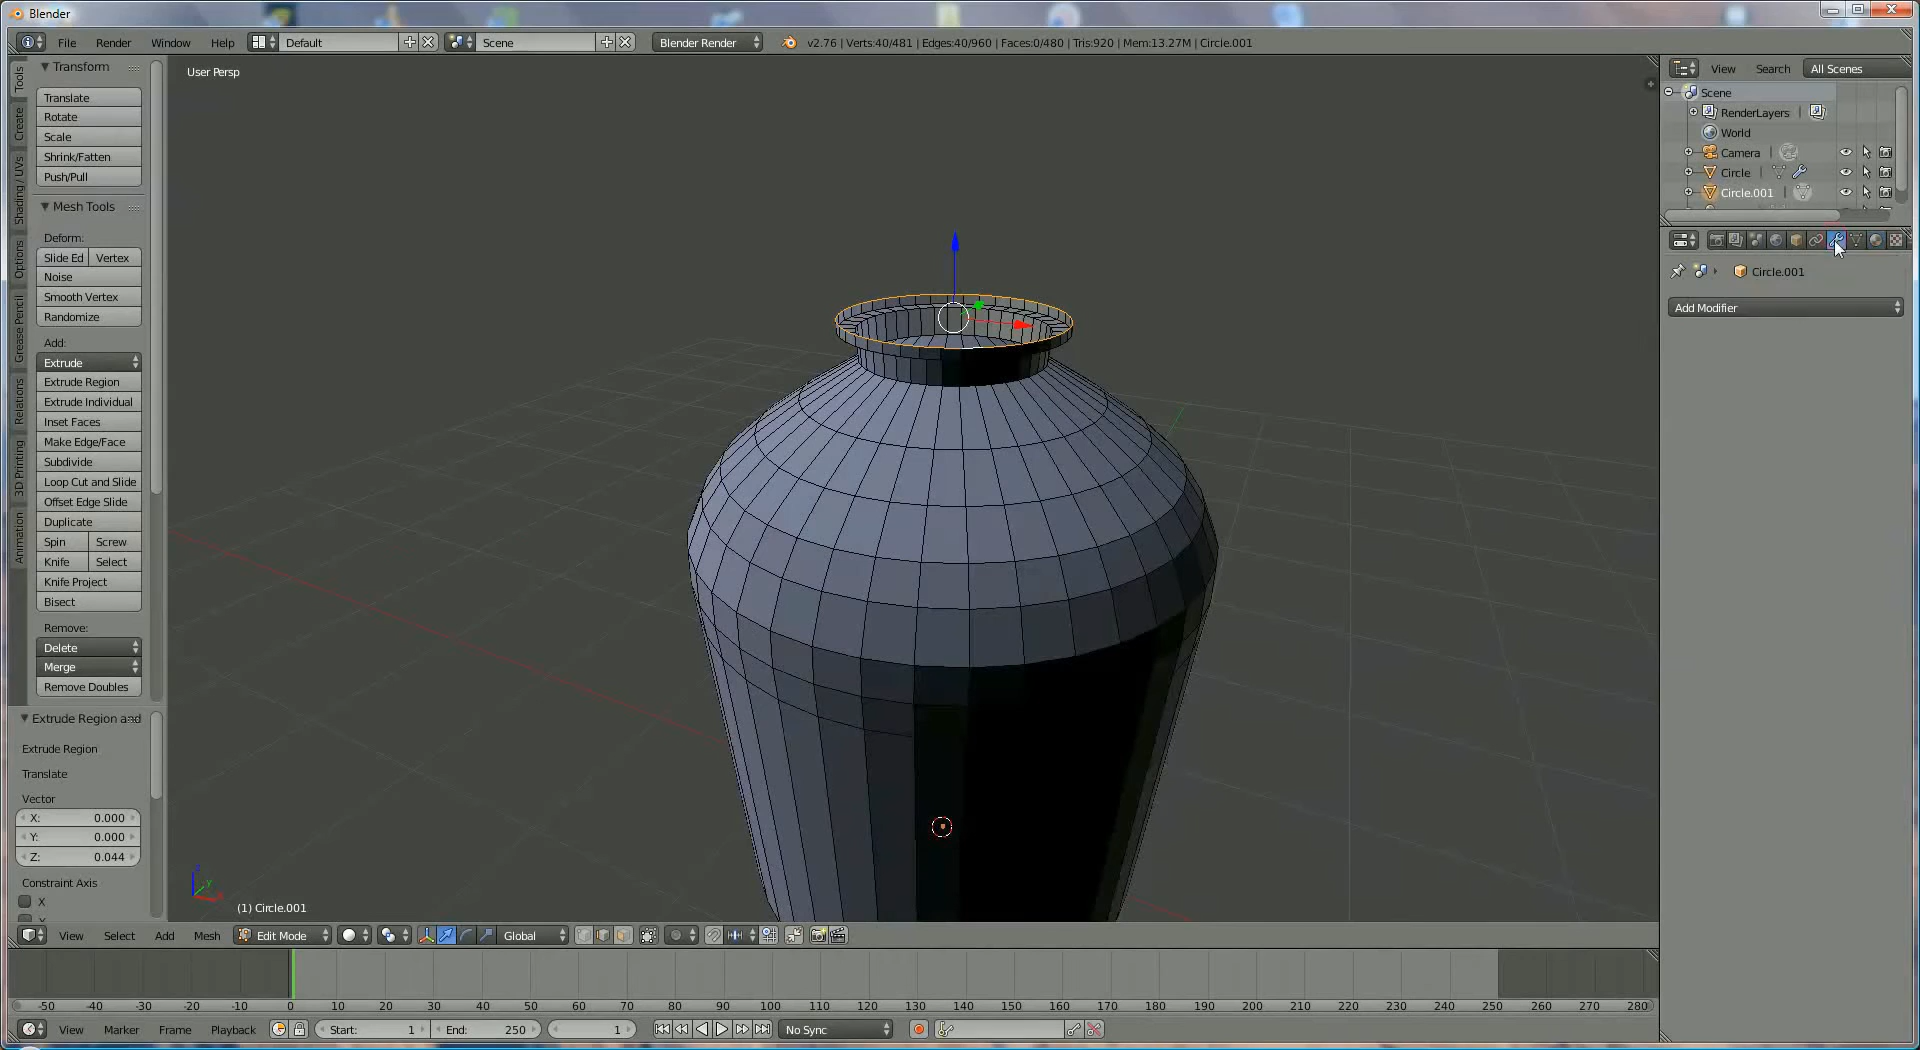 Blender
File Render Window Help Default Scene Blender Render v2.76 | Verts:40/481 | Edges:40/960 | Faces:0/480 | Tris:920 | Mem:13.27M | Circle.001
Tools
Create
Shading / UVs
Options
Grease Pencil
Relations
3D Printing
Animation
Transform
Translate
Rotate
Scale
Shrink/Fatten
Push/Pull
Mesh Tools
Deform:
Slide Ed Vertex
Noise
Smooth Vertex
Randomize
Add:
Extrude
Extrude Region
Extrude Individual
Inset Faces
Make Edge/Face
Subdivide
Loop Cut and Slide
Offset Edge Slide
Duplicate
Spin Screw
Knife Select
Knife Project
Bisect
Remove:
Delete
Merge
Remove Doubles
Extrude Region and
Extrude Region
Translate
Vector
X: 0.000
Y: 0.000
Z: 0.044
Constraint Axis
X
User Persp
(1) Circle.001
View Search All Scenes
Scene
RenderLayers
World
Camera
Circle
Circle.001
Circle.001
Add Modifier
View Select Add Mesh Edit Mode Global
-50 -40 -30 -20 -10 0 10 20 30 40 50 60 70 80 90 100 110 120 130 140 150 160 170 180 190 200 210 220 230 240 250 260 270 280
View Marker Frame Playback Start: 1 End: 250 1 No Sync